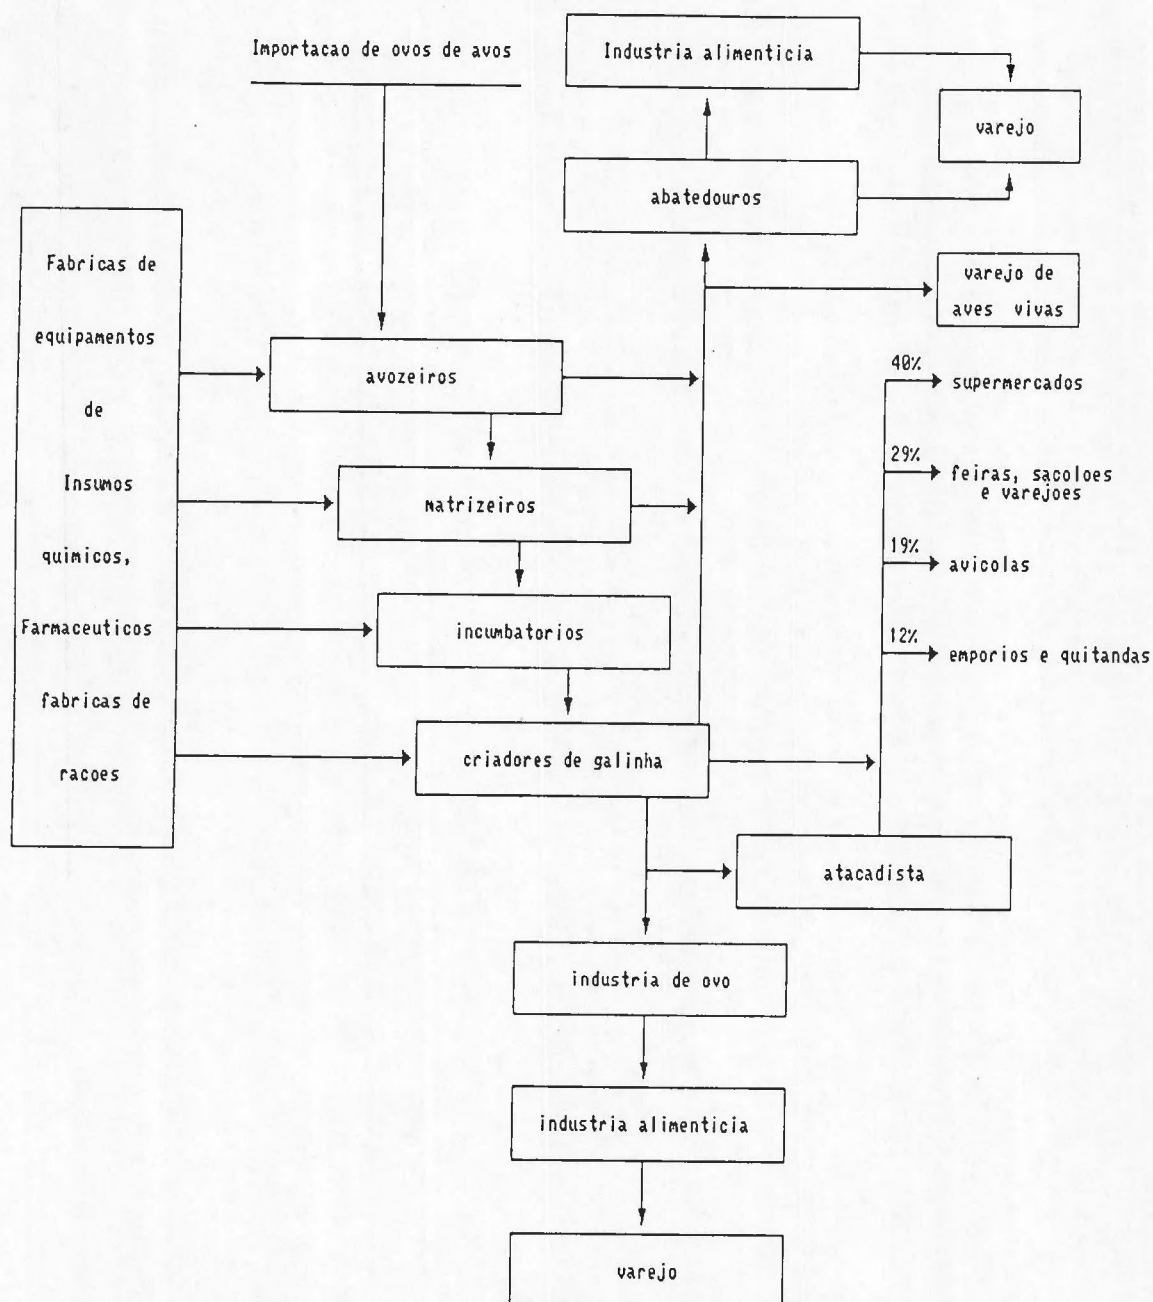 Importacao de ovos de avos
Industria alimenticia
varejo
abatedouros
Fabricas de
equipamentos
de
Insumos
quimicos,
Farmaceuticos
fabricas de
racoes
varejo de
aves vivas
avozeiros
40%
supermercados
29%
feiras, sacoloes
e varejoes
matrizeiros
19%
avicolas
incumbatorios
12%
emporios e quitandas
criadores de galinha
atacadista
industria de ovo
industria alimenticia
varejo